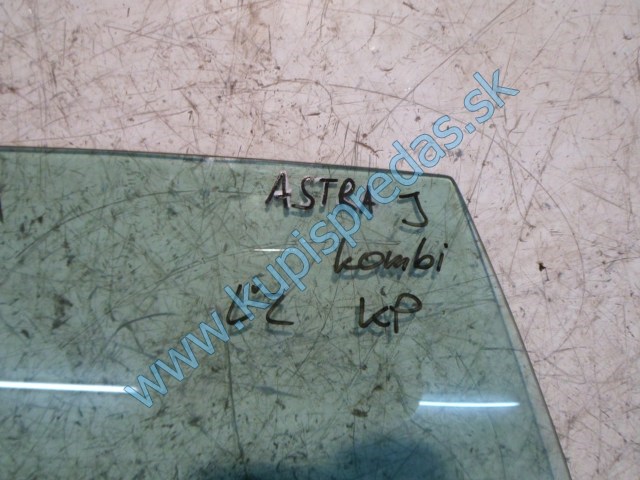 ASTRA J
kombi
ĽZ KP
www.kupispredas.sk